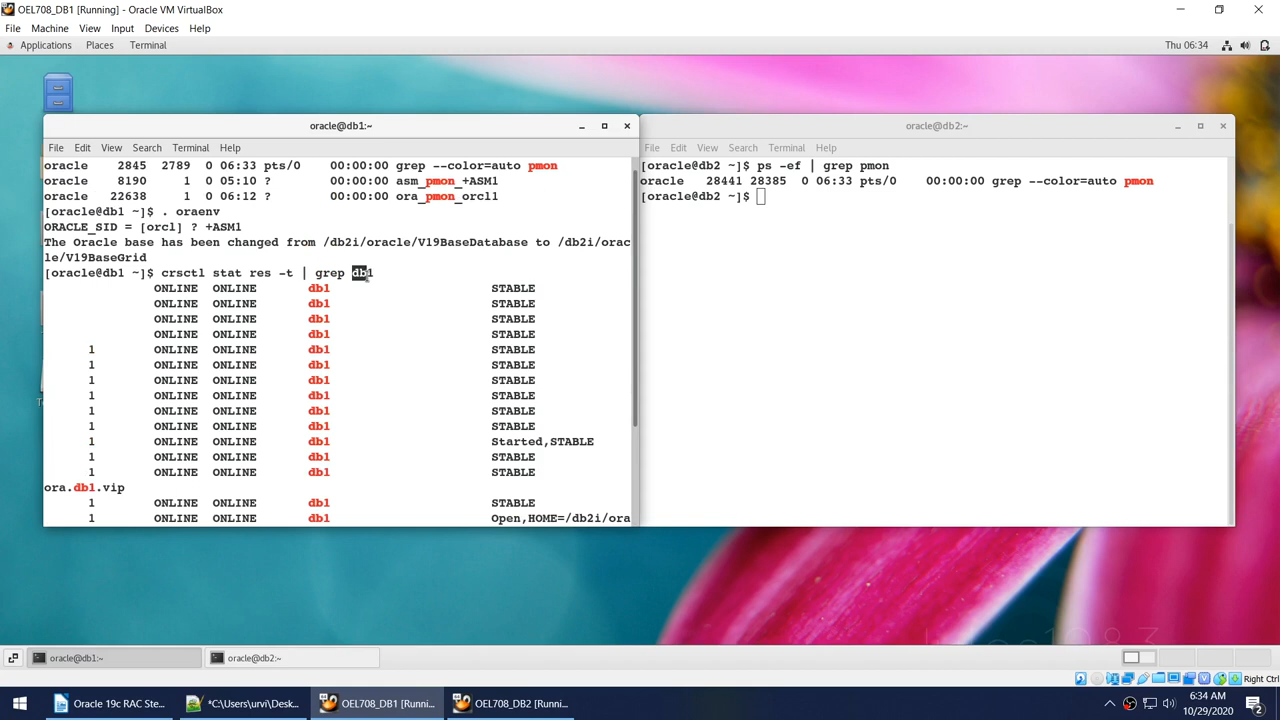 OEL708_DB1 [Running] - Oracle VM VirtualBox
File Machine View Input Devices Help
Applications Places Terminal Thu 06:34
oracle@db1:~
File Edit View Search Terminal Help
oracle 2845 2789 0 06:33 pts/0 00:00:00 grep --color=auto pmon
oracle 8190 1 0 05:10 ? 00:00:00 asm_pmon_+ASM1
oracle 22638 1 0 06:12 ? 00:00:00 ora_pmon_orcl1
[oracle@db1 ~]$ . oraenv
ORACLE_SID = [orcl] ? +ASM1
The Oracle base has been changed from /db2i/oracle/V19BaseDatabase to /db2i/orac
le/V19BaseGrid
[oracle@db1 ~]$ crsctl stat res -t | grep db1
ONLINE ONLINE db1 STABLE
ONLINE ONLINE db1 STABLE
ONLINE ONLINE db1 STABLE
ONLINE ONLINE db1 STABLE
1 ONLINE ONLINE db1 STABLE
1 ONLINE ONLINE db1 STABLE
1 ONLINE ONLINE db1 STABLE
1 ONLINE ONLINE db1 STABLE
1 ONLINE ONLINE db1 STABLE
1 ONLINE ONLINE db1 STABLE
1 ONLINE ONLINE db1 Started,STABLE
1 ONLINE ONLINE db1 STABLE
1 ONLINE ONLINE db1 STABLE
ora.db1.vip
1 ONLINE ONLINE db1 STABLE
1 ONLINE ONLINE db1 Open,HOME=/db2i/ora
oracle@db2:~
File Edit View Search Terminal Help
[oracle@db2 ~]$ ps -ef | grep pmon
oracle 28441 28385 0 06:33 pts/0 00:00:00 grep --color=auto pmon
[oracle@db2 ~]$
oracle@db1:~ oracle@db2:~
Right Ctrl
Oracle 19c RAC Ste... *C:\Users\urvi\Desk... OEL708_DB1 [Runni... OEL708_DB2 [Runni...
6:34 AM
10/29/2020
2